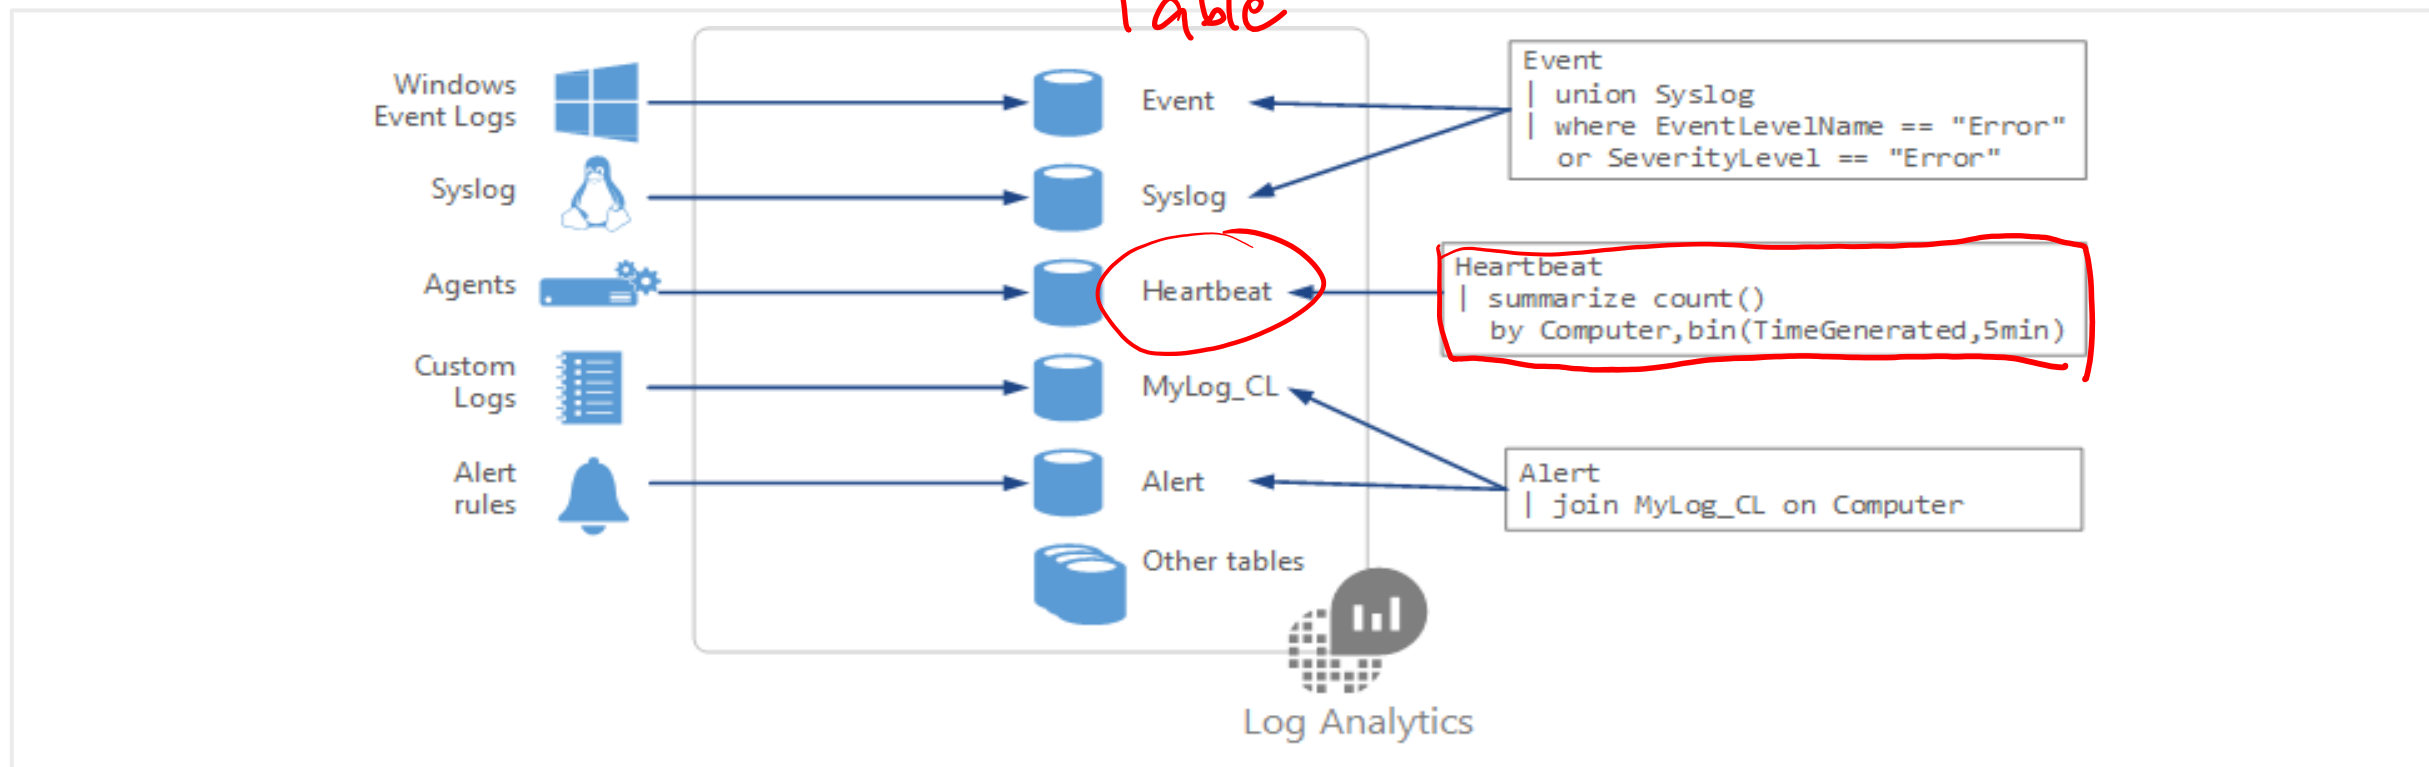 Table
Windows
Event Logs
Event
Event
| union Syslog
| where EventLevelName == "Error"
or SeverityLevel == "Error"
Syslog
Syslog
Agents
Heartbeat
Heartbeat
| summarize count()
by Computer,bin(TimeGenerated,5min)
Custom
Logs
MyLog_CL
Alert
rules
Alert
Alert
| join MyLog_CL on Computer
Other tables
Log Analytics